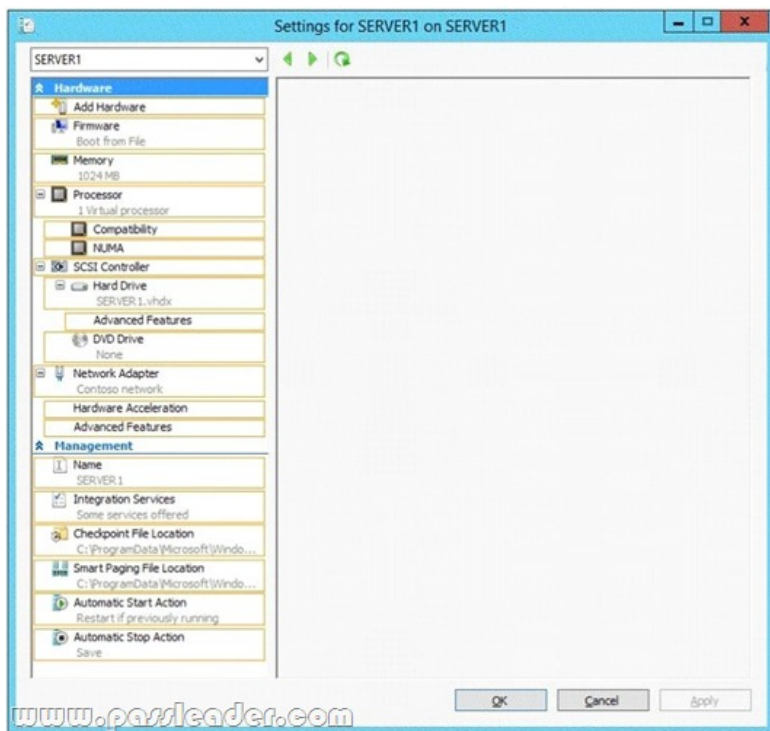 Settings for SERVER1 on SERVER1
SERVER1
Hardware
Add Hardware
Firmware
Boot from File
Memory
1024 MB
Processor
1 Virtual processor
Compatibility
NUMA
SCSI Controller
Hard Drive
SERVER1.vhdx
Advanced Features
DVD Drive
None
Network Adapter
Contoso network
Hardware Acceleration
Advanced Features
Management
Name
SERVER1
Integration Services
Some services offered
Checkpoint File Location
C:\ProgramData\Microsoft\Windo...
Smart Paging File Location
C:\ProgramData\Microsoft\Windo...
Automatic Start Action
Restart if previously running
Automatic Stop Action
Save
OK
Cancel
Apply
www.passleader.com